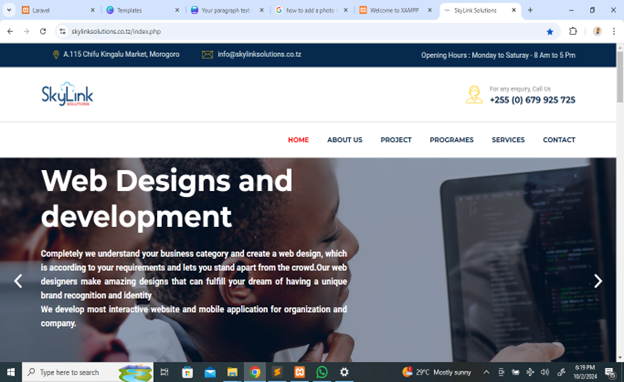 Laravel
Templates
Your paragraph text
how to add a photo
Welcome to XAMPP
SkyLink Solutions
skylinksolutions.co.tz/index.php
A.115 Chifu Kingalu Market, Morogoro
info@skylinksolutions.co.tz
Opening Hours : Monday to Saturay - 8 Am to 5 Pm
SkyLink
SOLUTIONS
For any enquiry, Call Us
+255 (0) 679 925 725
HOME ABOUT US PROJECT PROGRAMES SERVICES CONTACT
Web Designs and
development
Completely we understand your business category and create a web design, which
is according to your requirements and lets you stand apart from the crowd.Our web
designers make amazing designs that can fulfill your dream of having a unique
brand recognition and identity
We develop most interactive website and mobile application for organization and
company.
Type here to search
29°C Mostly sunny
6:19 PM
10/2/2024